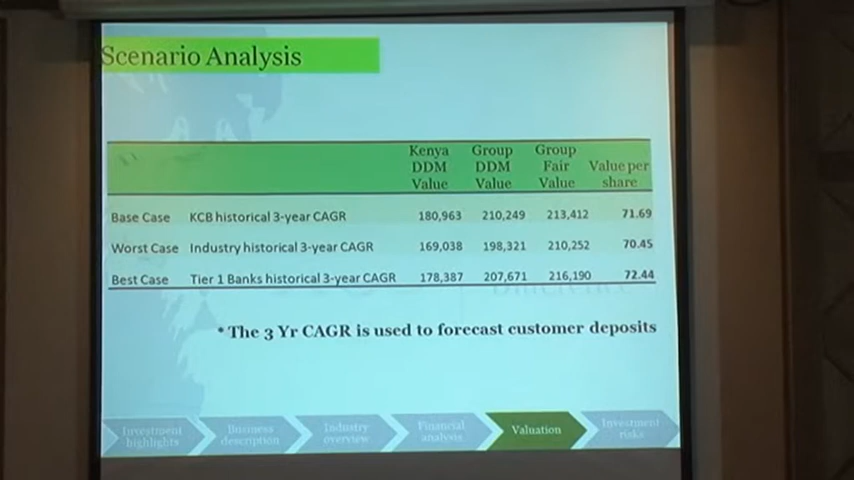 Scenario Analysis
Kenya DDM Value Group DDM Value Group Fair Value Value per share
Base Case KCB historical 3-year CAGR 180,963 210,249 213,412 71.69
Worst Case Industry historical 3-year CAGR 169,038 198,321 210,252 70.45
Best Case Tier 1 Banks historical 3-year CAGR 178,387 207,671 216,190 72.44
* The 3 Yr CAGR is used to forecast customer deposits
Investment highlights Business description Industry overview Financial analysis Valuation Investment risks